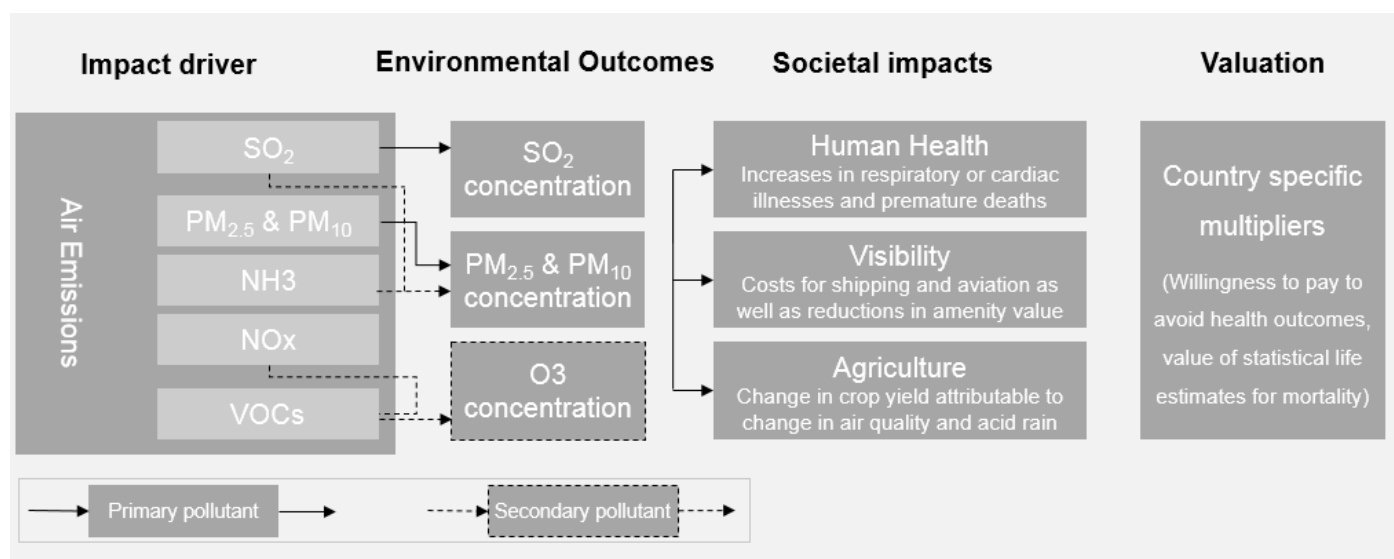 Impact driver
Environmental Outcomes
Societal impacts
Valuation
Air Emissions
SO₂
PM₂.₅ & PM₁₀
NH3
NOx
VOCs
SO₂
concentration
PM₂.₅ & PM₁₀
concentration
O3
concentration
Human Health
Increases in respiratory or cardiac
illnesses and premature deaths
Visibility
Costs for shipping and aviation as
well as reductions in amenity value
Agriculture
Change in crop yield attributable to
change in air quality and acid rain
Country specific
multipliers
(Willingness to pay to
avoid health outcomes,
value of statistical life
estimates for mortality)
Primary pollutant
Secondary pollutant